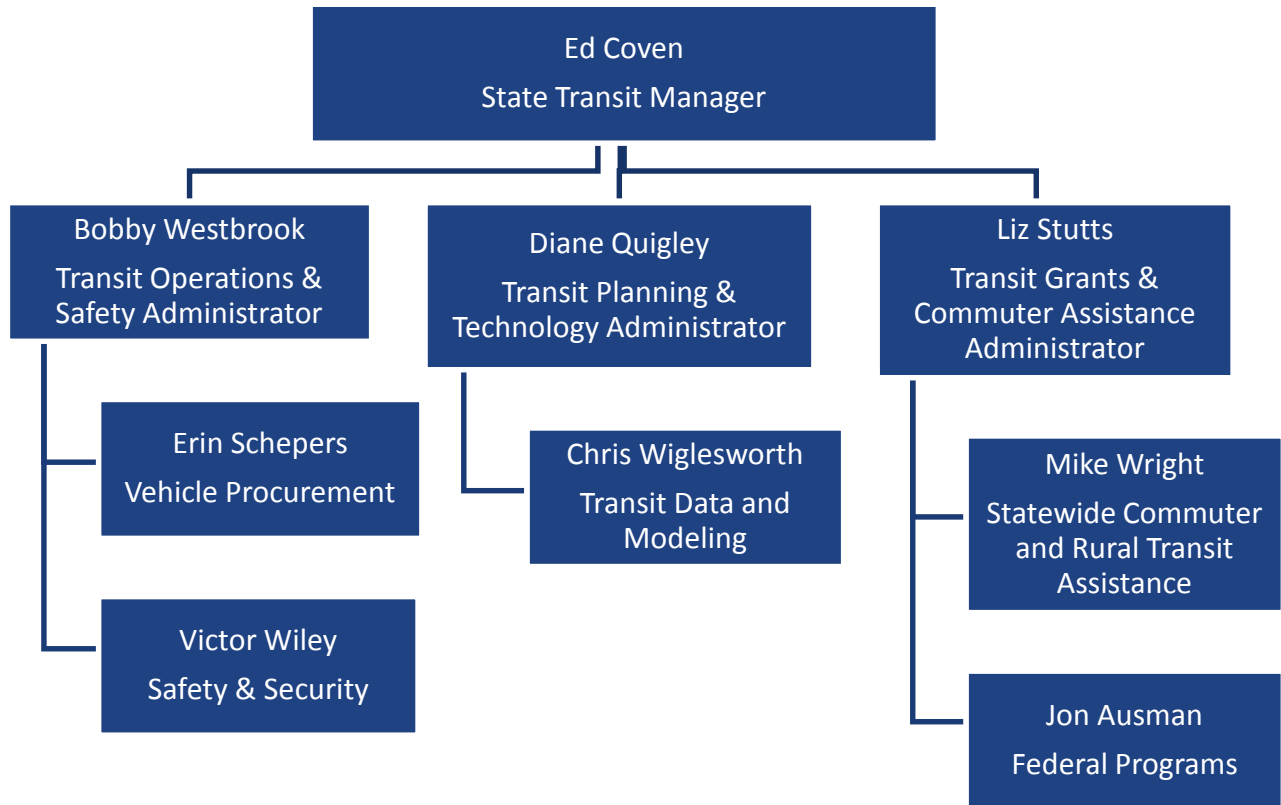 Ed Coven
State Transit Manager
Bobby Westbrook
Transit Operations &
Safety Administrator
Diane Quigley
Transit Planning &
Technology Administrator
Liz Stutts
Transit Grants &
Commuter Assistance
Administrator
Erin Schepers
Vehicle Procurement
Victor Wiley
Safety & Security
Chris Wiglesworth
Transit Data and
Modeling
Mike Wright
Statewide Commuter
and Rural Transit
Assistance
Jon Ausman
Federal Programs